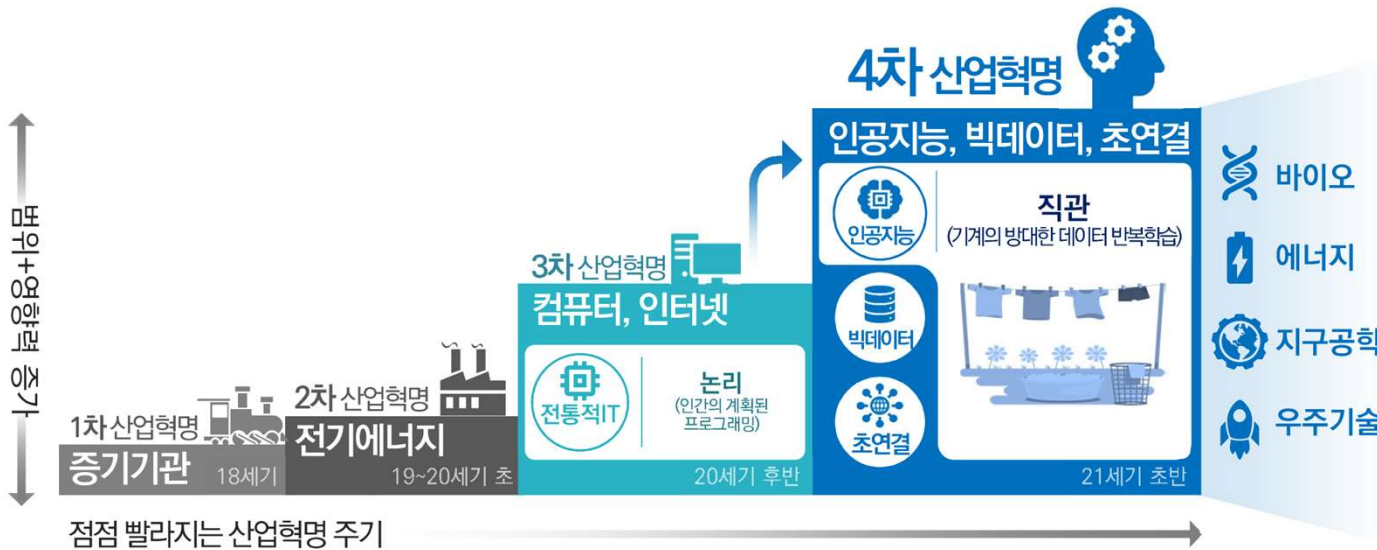 4차 산업혁명
인공지능, 빅데이터, 초연결
인공지능
직관
(기계의 방대한 데이터 반복학습)
빅데이터
초연결
21세기 초반
바이오
에너지
지구공학
우주기술
3차 산업혁명
컴퓨터, 인터넷
전통적IT
논리
(인간의 계획된
프로그래밍)
20세기 후반
2차 산업혁명
전기에너지
19~20세기 초
1차 산업혁명
증기기관
18세기
범위+영향력 증가
점점 빨라지는 산업혁명 주기